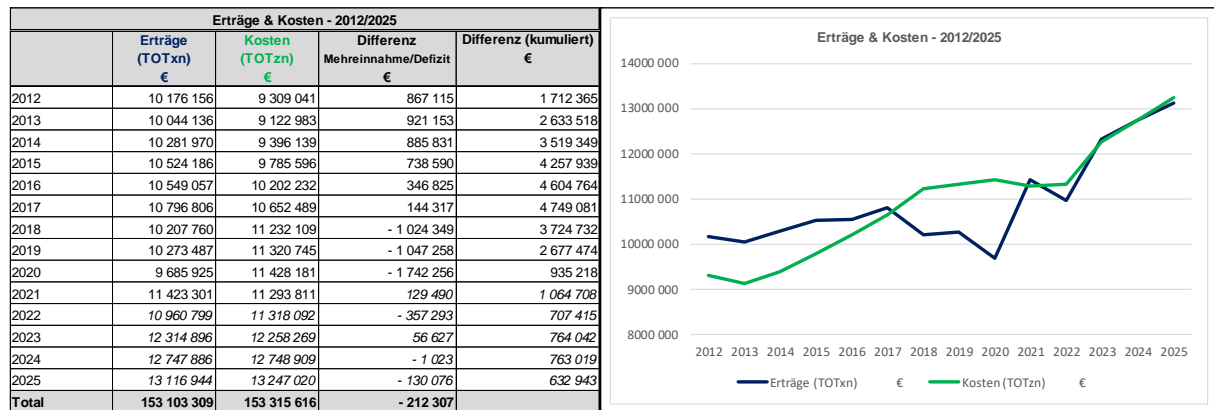 Erträge & Kosten - 2012/2025
Erträge (TOTxn) € Kosten (TOTzn) € Differenz Mehreinnahme/Defizit € Differenz (kumuliert) €
2012 10 176 156 9 309 041 867 115 1 712 365
2013 10 044 136 9 122 983 921 153 2 633 518
2014 10 281 970 9 396 139 885 831 3 519 349
2015 10 524 186 9 785 596 738 590 4 257 939
2016 10 549 057 10 202 232 346 825 4 604 764
2017 10 796 806 10 652 489 144 317 4 749 081
2018 10 207 760 11 232 109 - 1 024 349 3 724 732
2019 10 273 487 11 320 745 - 1 047 258 2 677 474
2020 9 685 925 11 428 181 - 1 742 256 935 218
2021 11 423 301 11 293 811 129 490 1 064 708
2022 10 960 799 11 318 092 - 357 293 707 415
2023 12 314 896 12 258 269 56 627 764 042
2024 12 747 886 12 748 909 - 1 023 763 019
2025 13 116 944 13 247 020 - 130 076 632 943
Total 153 103 309 153 315 616 - 212 307
Erträge & Kosten - 2012/2025
14000 000
13000 000
12000 000
11000 000
10000 000
9000 000
8000 000
2012 2013 2014 2015 2016 2017 2018 2019 2020 2021 2022 2023 2024 2025
Erträge (TOTxn) € Kosten (TOTzn) €